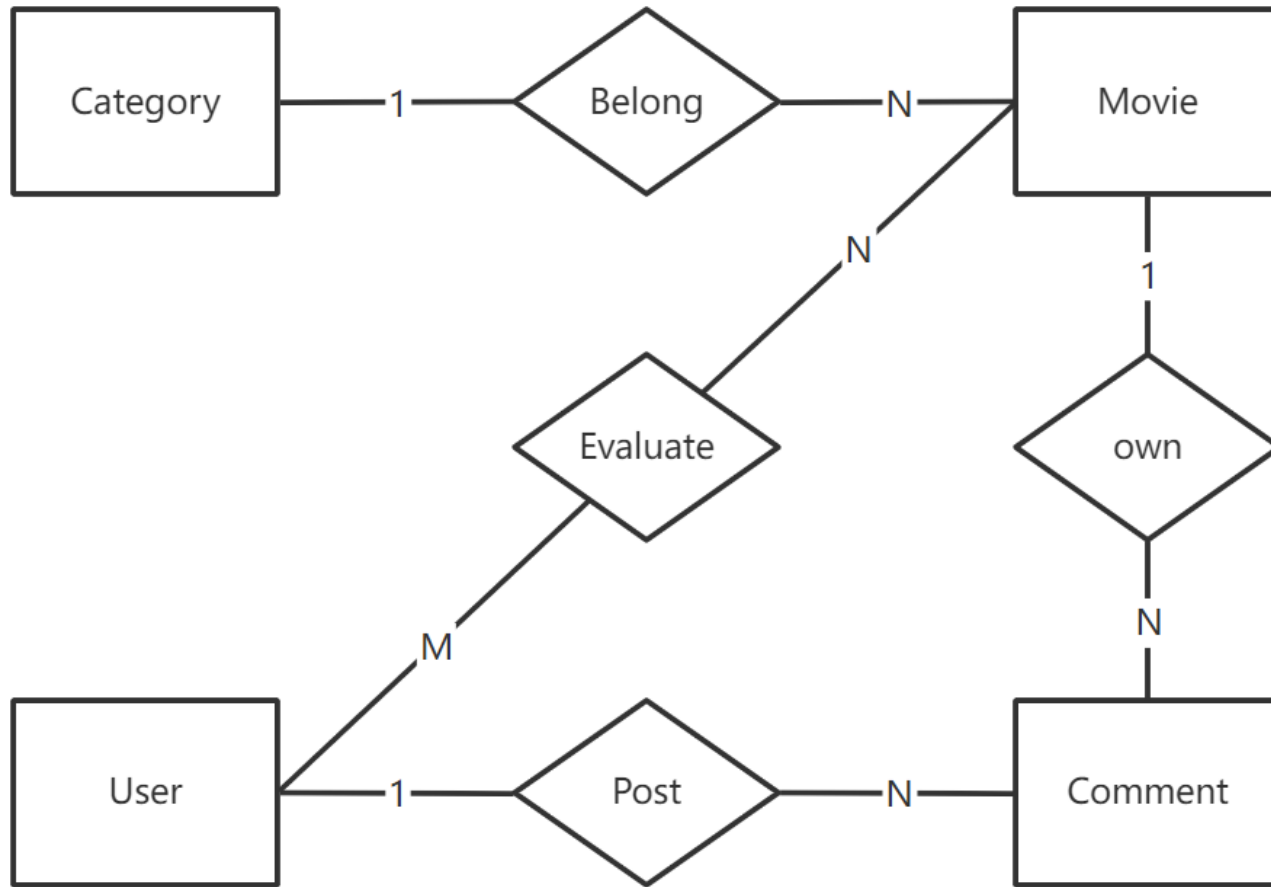 Category
1
Belong
N
Movie
N
1
Evaluate
own
M
N
User
1
Post
N
Comment